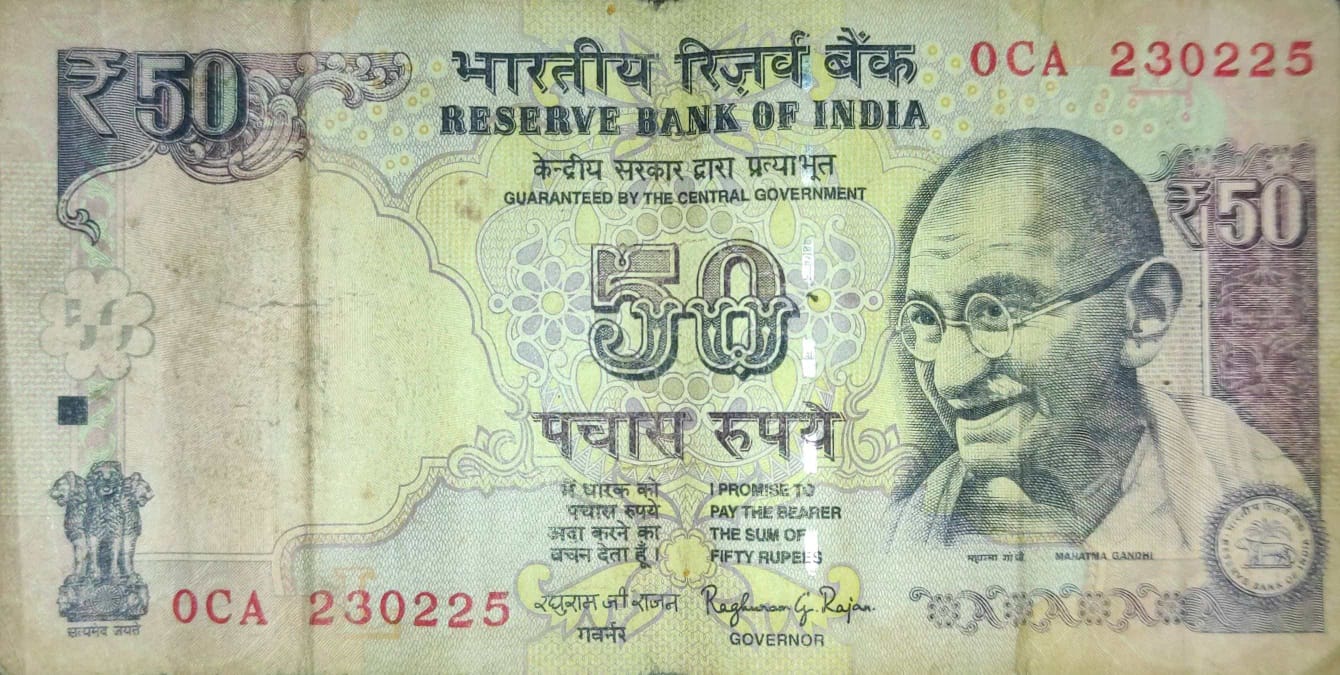 ₹50
भारतीय रिज़र्व बैंक
RESERVE BANK OF INDIA
0CA 230225
केन्द्रीय सरकार द्वारा प्रत्याभूत
GUARANTEED BY THE CENTRAL GOVERNMENT
₹50
50
पचास रुपये
मैं धारक को
पचास रुपये
अदा करने का
वचन देता हूँ।
I PROMISE TO
PAY THE BEARER
THE SUM OF
FIFTY RUPEES
महात्मा गांधी MAHATMA GANDHI
0CA 230225
रघुराम जी राजन
गवर्नर
Raghuram G. Rajan.
GOVERNOR
सत्यमेव जयते
भारतीय रिज़र्व बैंक
RESERVE BANK OF INDIA